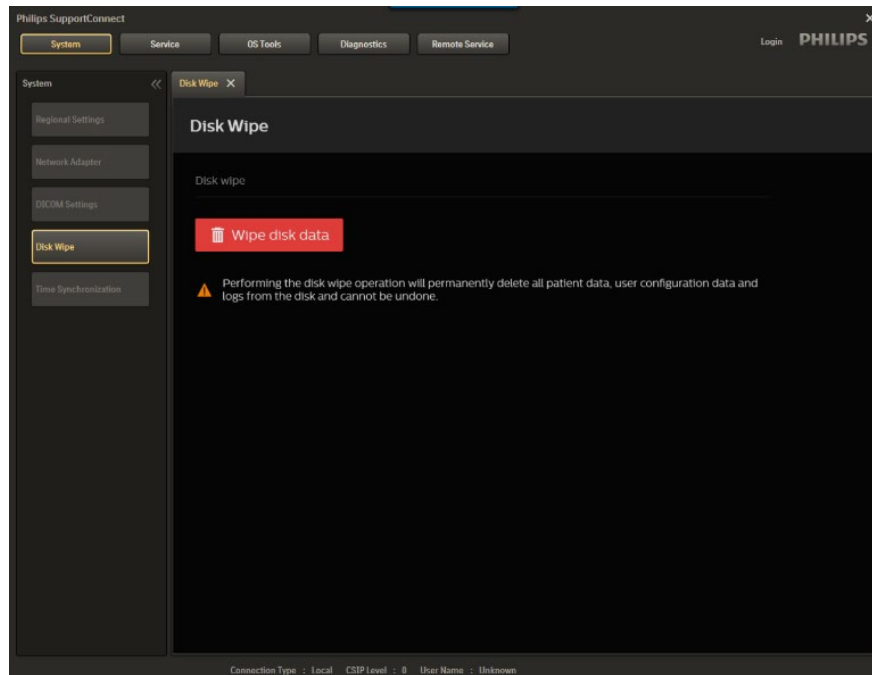 Philips SupportConnect
System Service OS Tools Diagnostics Remote Service Login PHILIPS
System
Disk Wipe
Regional Settings
Network Adapter
DICOM Settings
Disk Wipe
Time Synchronization
Disk Wipe
Disk wipe
Wipe disk data
Performing the disk wipe operation will permanently delete all patient data, user configuration data and
logs from the disk and cannot be undone.
Connection Type : Local CSIP Level : 0 User Name : Unknown